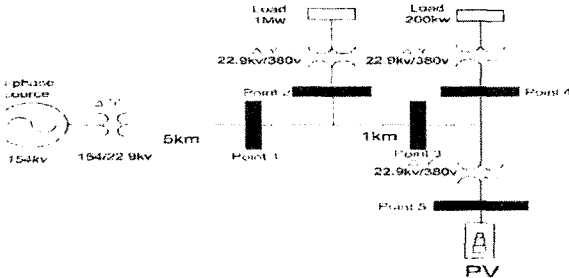 Load
1Mw
Load
200kw
Δ Y
22.9kv/380v
22.9kv/380v
-phase
source
Δ Y
Point 2
Point 4
5km
1km
154kv
154/22.9kv
Point 1
Point 3
22.9kv/380v
Point 5
PV